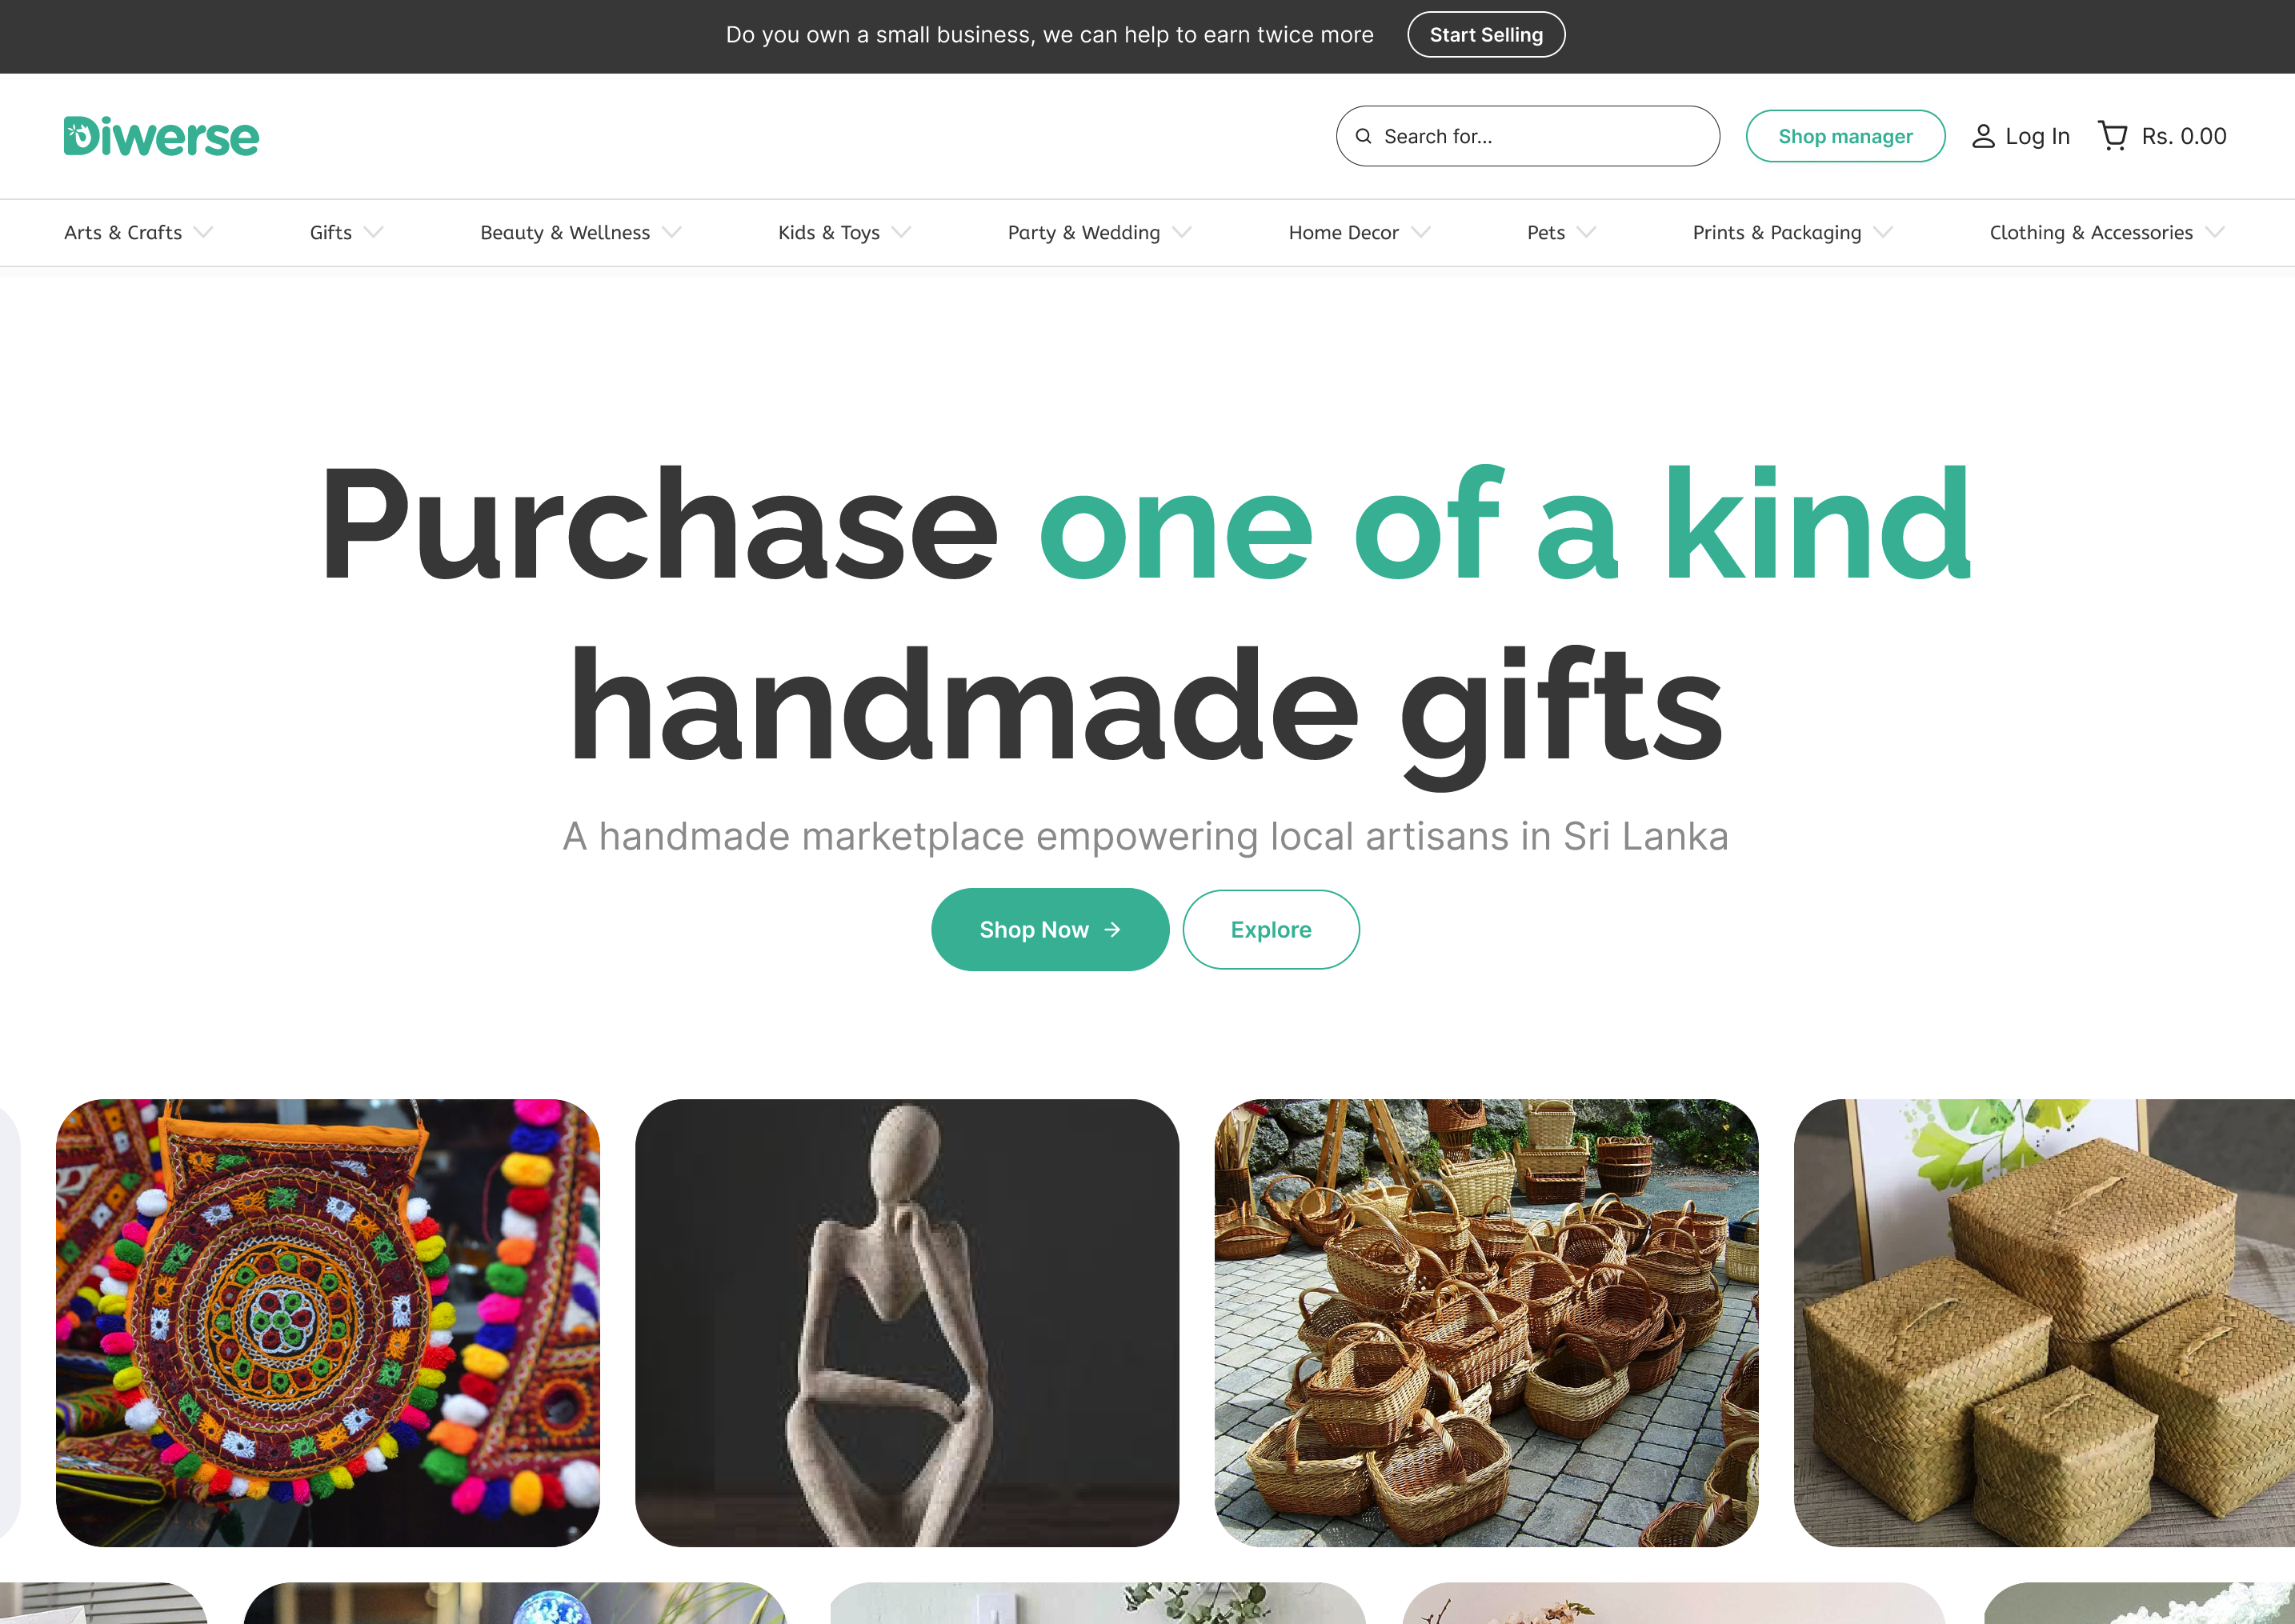 Do you own a small business, we can help to earn twice more Start Selling
Diwerse Search for... Shop manager Log In Rs. 0.00
Arts & Crafts Gifts Beauty & Wellness Kids & Toys Party & Wedding Home Decor Pets Prints & Packaging Clothing & Accessories
Purchase one of a kind
handmade gifts
A handmade marketplace empowering local artisans in Sri Lanka
Shop Now → Explore